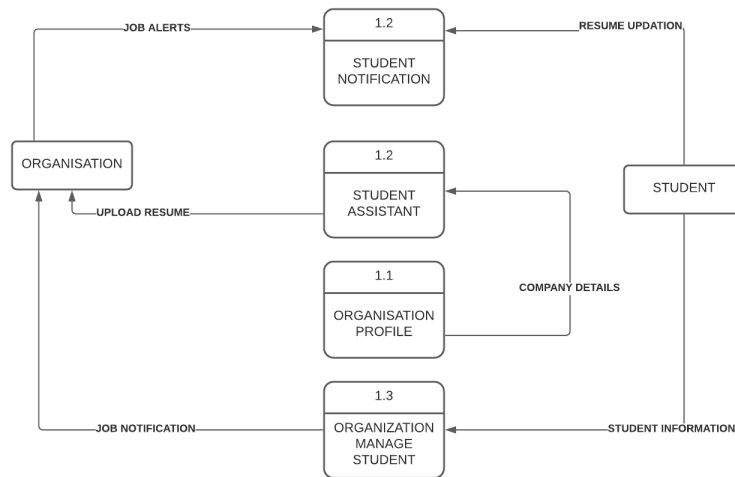 1.2
JOB ALERTS
RESUME UPDATION
STUDENT
NOTIFICATION
1.2
ORGANISATION
STUDENT
STUDENT
ASSISTANT
UPLOAD RESUME
1.1
COMPANY DETAILS
ORGANISATION
PROFILE
1.3
JOB NOTIFICATION
ORGANIZATION
MANAGE
STUDENT
STUDENT INFORMATION